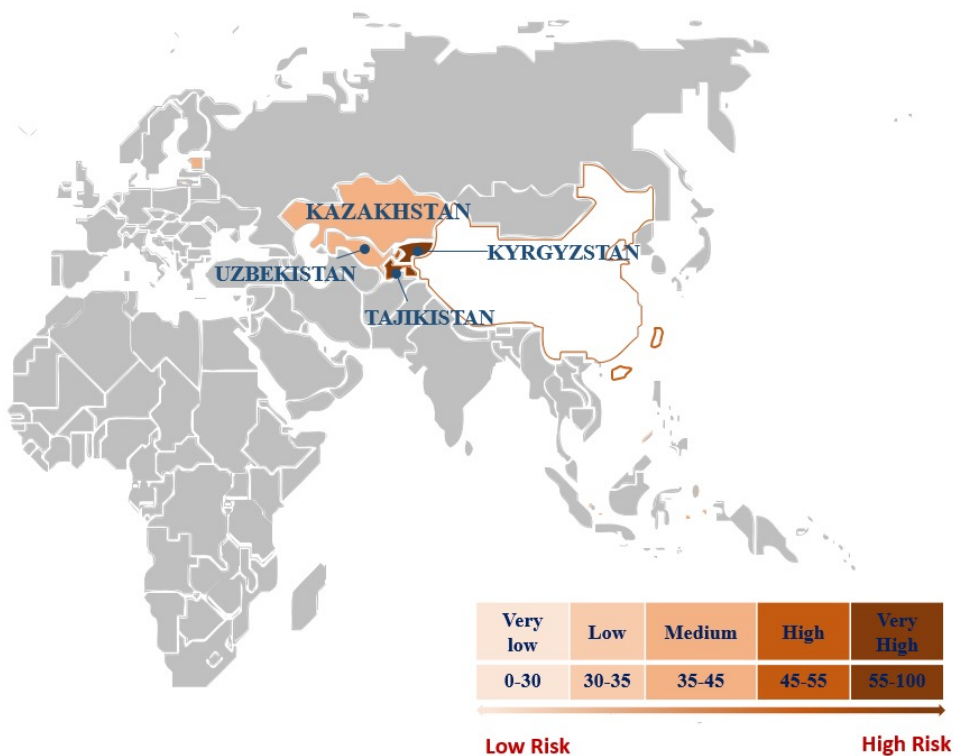 KAZAKHSTAN
2
KYRGYZSTAN
UZBEKISTAN
TAJIKISTAN
Very low Low Medium High Very High
0-30 30-35 35-45 45-55 55-100
Low Risk High Risk